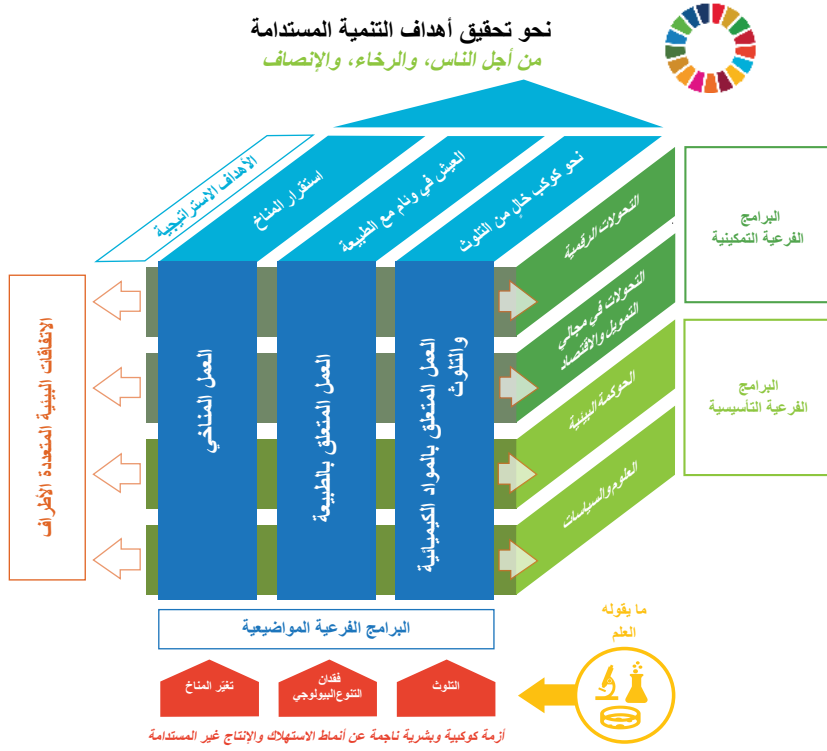 نحو تحقيق أهداف التنمية المستدامة
من أجل الناس، والرخاء، والإنصاف
الأهداف الاستراتيجية
استقرار المناخ
العيش في وئام مع الطبيعة
نحو كوكب خالٍ من التلوث
التحولات الرقمية
التحولات في مجالي
التمويل والاقتصاد
الحوكمة البيئية
العلوم والسياسات
البرامج
الفرعية التمكينية
البرامج
الفرعية التأسيسية
الاتفاقات البيئية المتعددة الأطراف
العمل المناخي
العمل المتعلق بالطبيعة
العمل المتعلق بالمواد الكيميائية
والتلوث
البرامج الفرعية المواضيعية
ما يقوله
العلم
تغيّر المناخ
فقدان
التنوع البيولوجي
التلوث
أزمة كوكبية وبشرية ناجمة عن أنماط الاستهلاك والإنتاج غير المستدامة